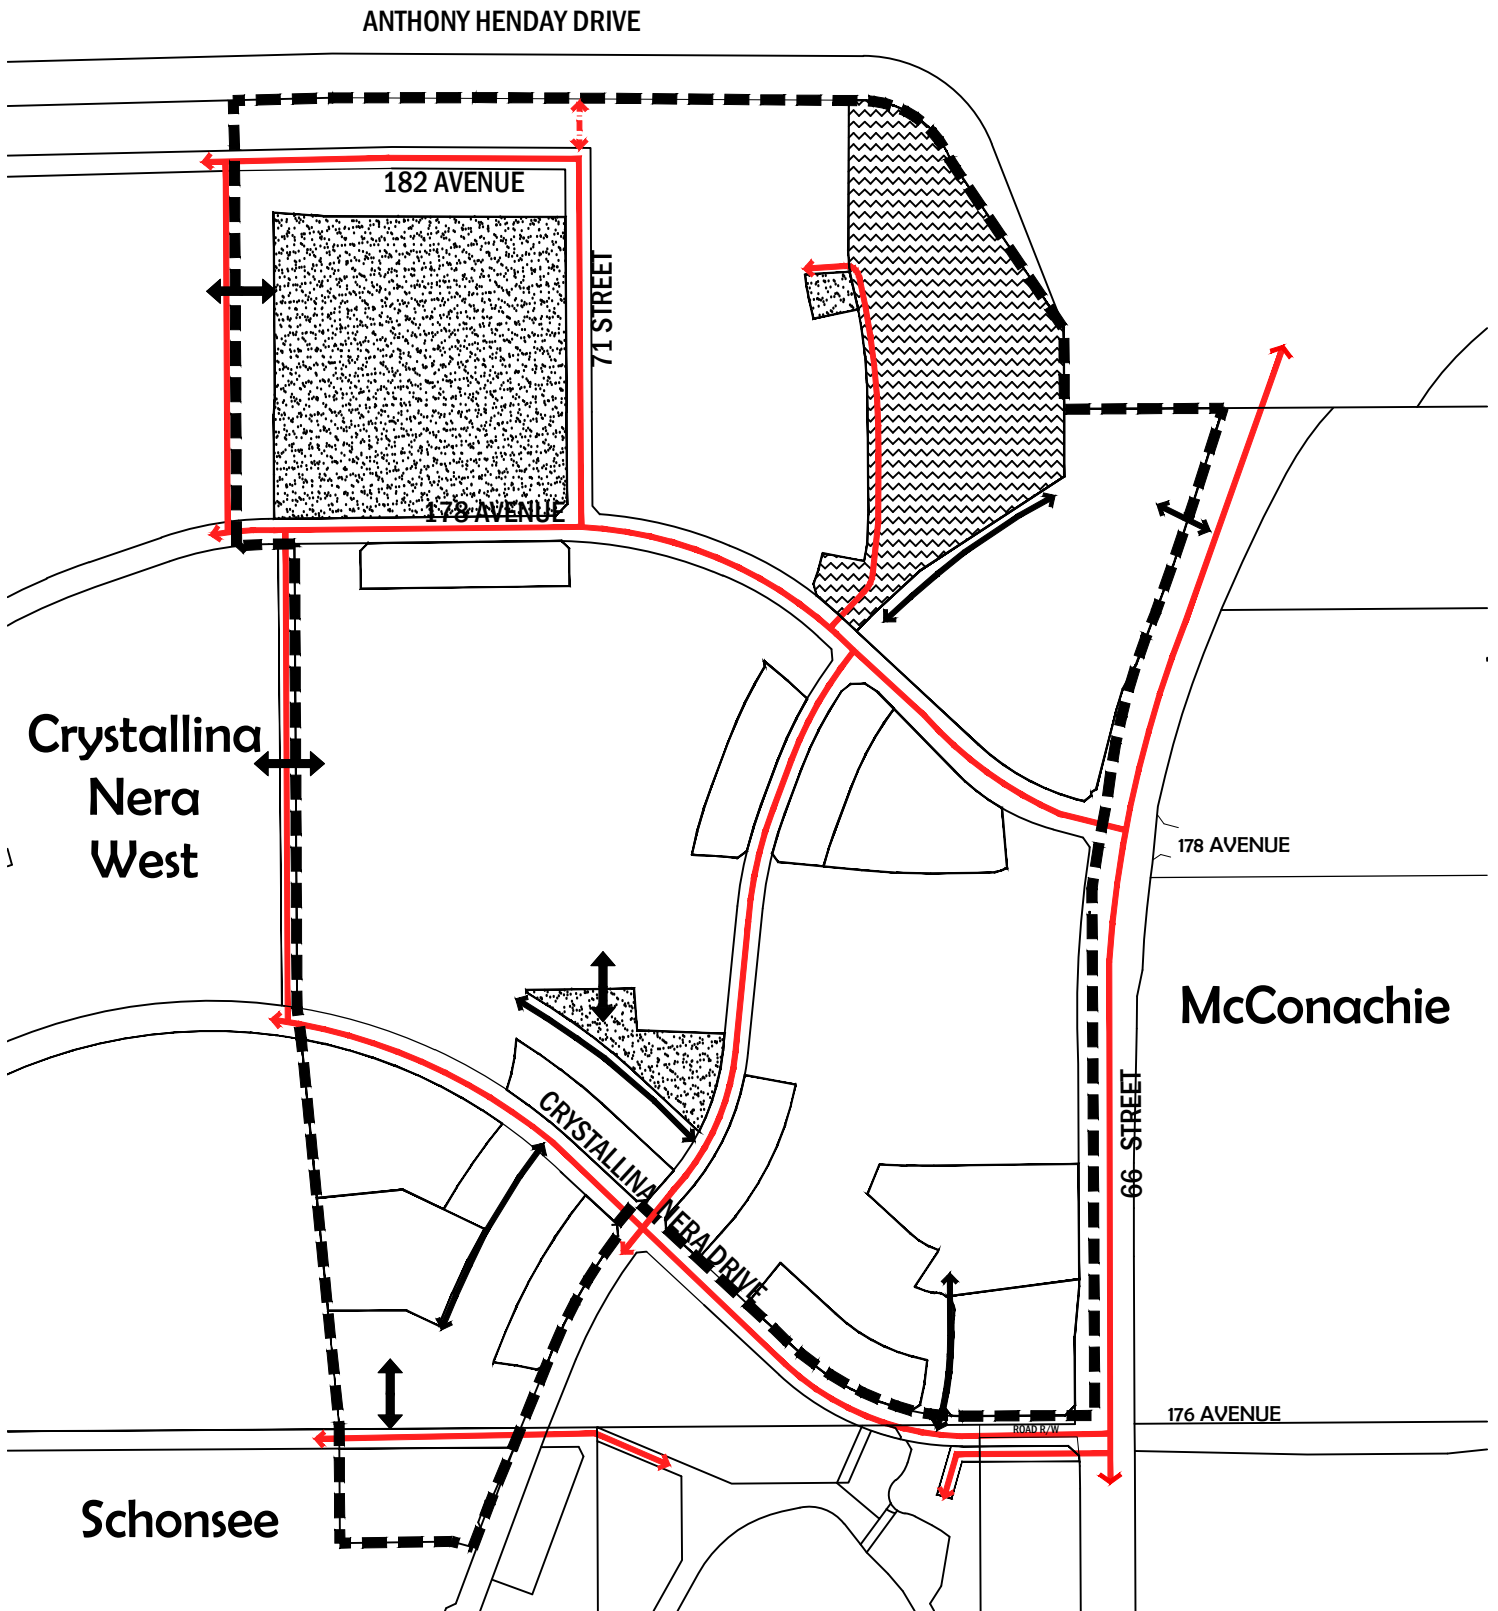 ANTHONY HENDAY DRIVE
182 AVENUE
71 STREET
178 AVENUE
Crystallina
Nera
West
178 AVENUE
McConachie
CRYSTALLINA NERA DRIVE
66 STREET
176 AVENUE
ROAD R/W
Schonsee